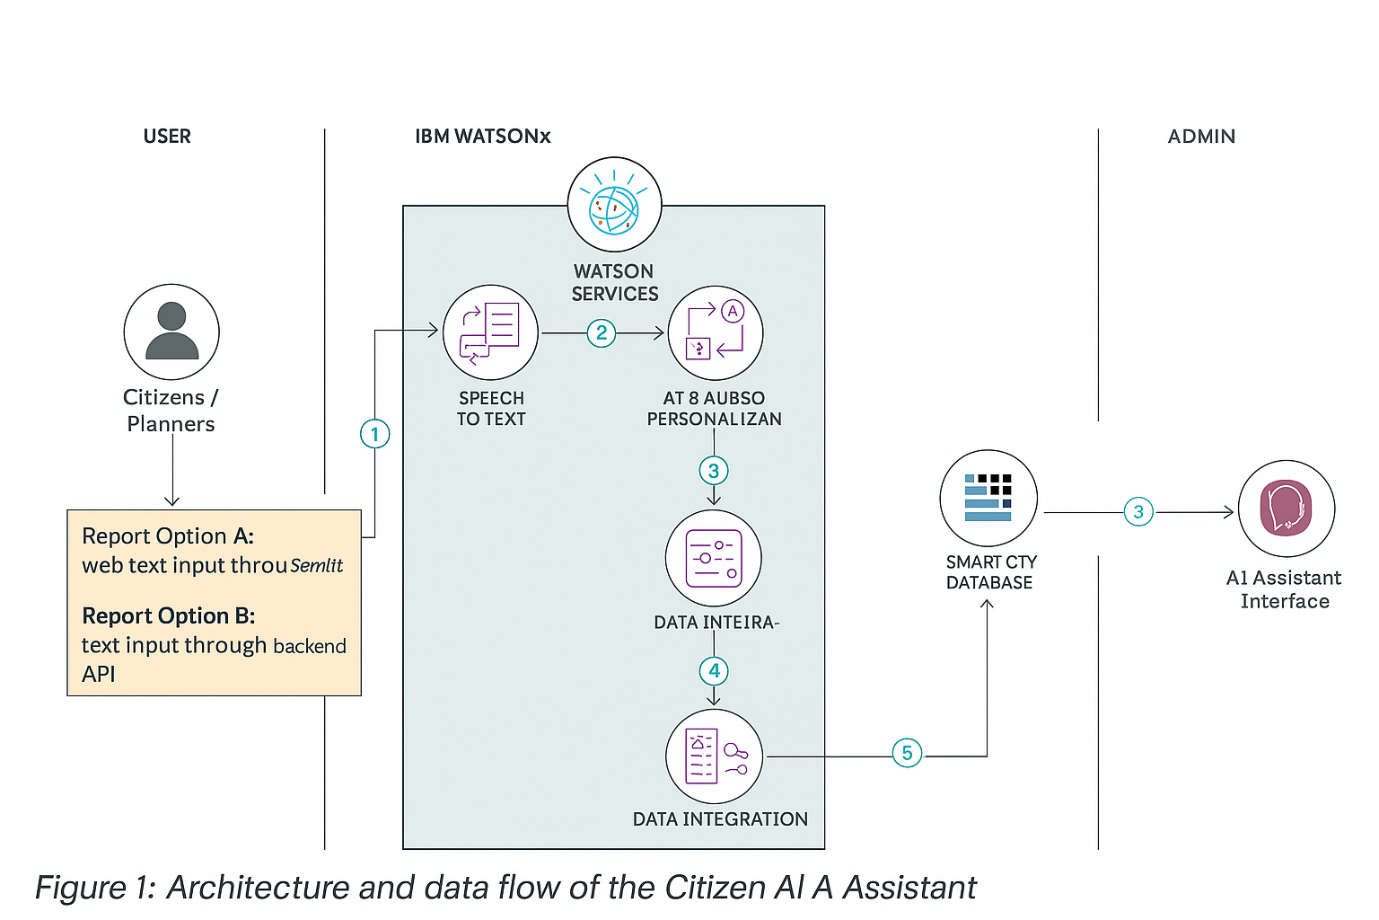 USER
IBM WATSONx
ADMIN
WATSON
SERVICES
Citizens /
Planners
1
Report Option A:
web text input throu Semlit
Report Option B:
text input through backend
API
SPEECH
TO TEXT
2
A
AT 8 AUBSO
PERSONALIZAN
3
DATA INTEIRA-
4
DATA INTEGRATION
5
SMART CTY
DATABASE
3
A1 Assistant
Interface
Figure 1: Architecture and data flow of the Citizen Al A Assistant